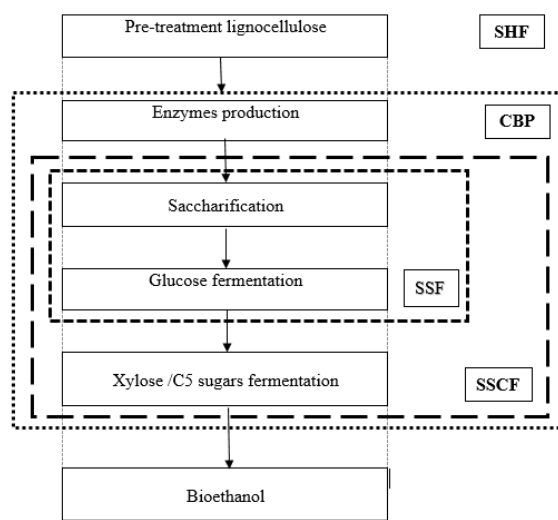 Pre-treatment lignocellulose
SHF
Enzymes production
CBP
Saccharification
Glucose fermentation
SSF
Xylose /C5 sugars fermentation
SSCF
Bioethanol